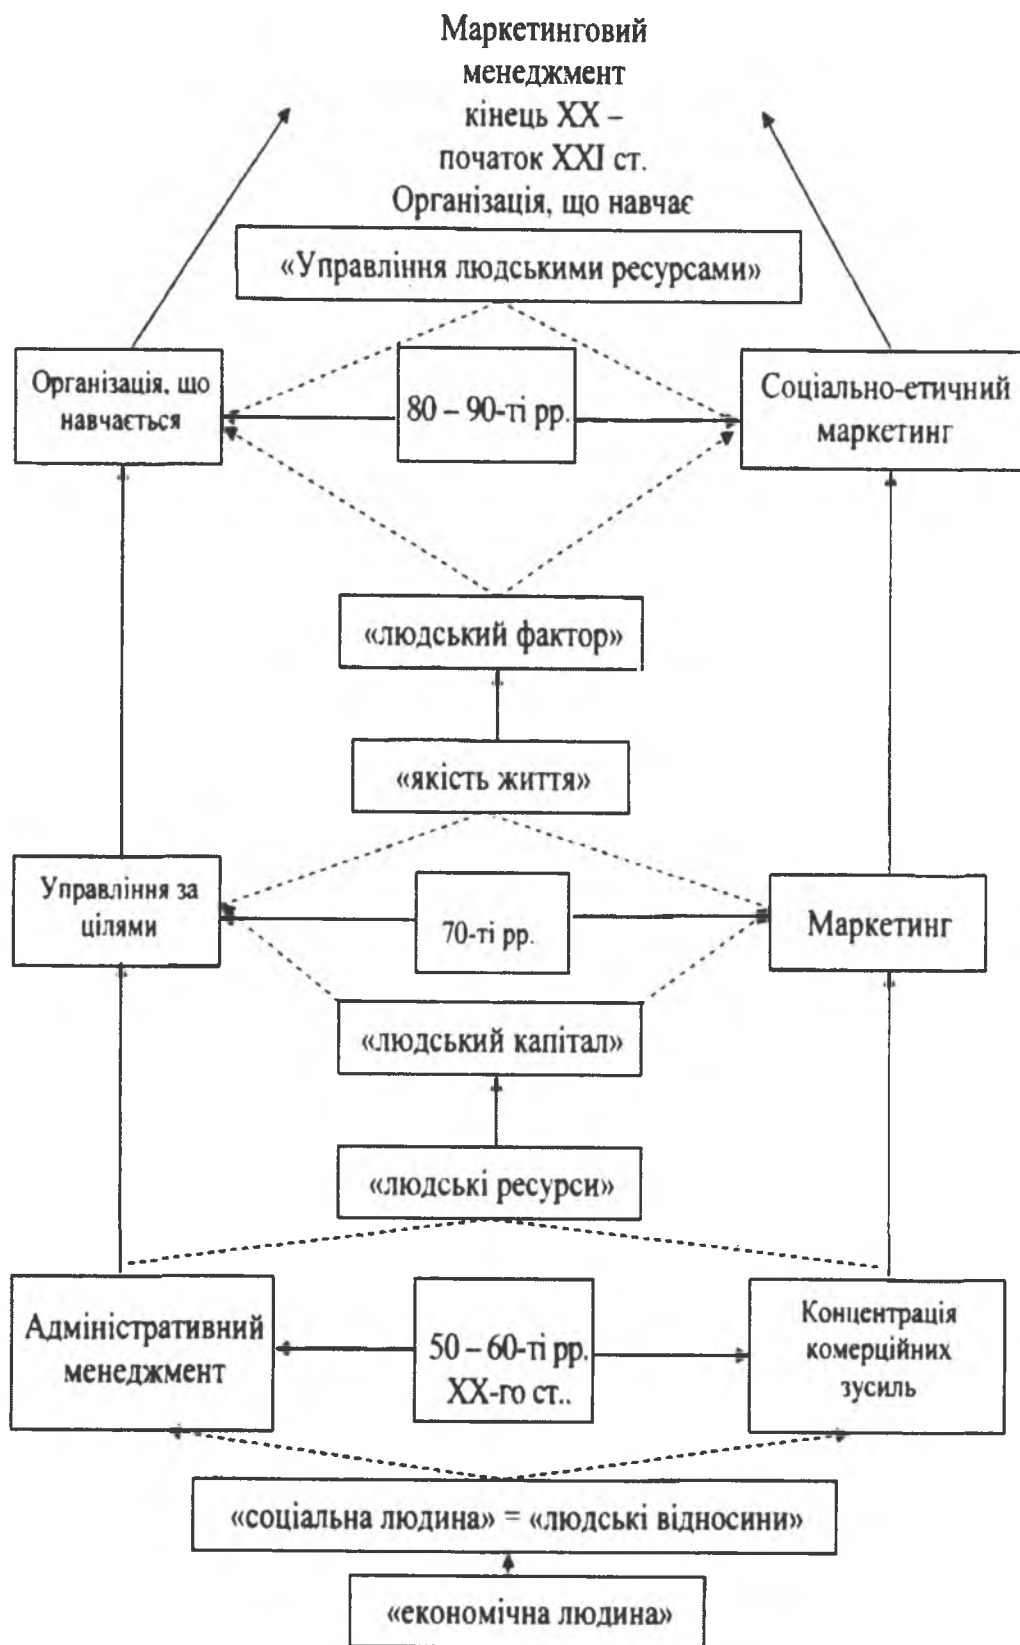 Маркетинговий
менеджмент
кінець XX –
початок XXI ст.
Організація, що навчає
«Управління людськими ресурсами»
Організація, що
навчається
80 – 90-ті рр.
Соціально-етичний
маркетинг
«людський фактор»
«якість життя»
Управління за
цілями
70-ті рр.
Маркетинг
«людський капітал»
«людські ресурси»
Адміністративний
менеджмент
50 – 60-ті рр.
XX-го ст..
Концентрація
комерційних
зусиль
«соціальна людина» = «людські відносини»
«економічна людина»